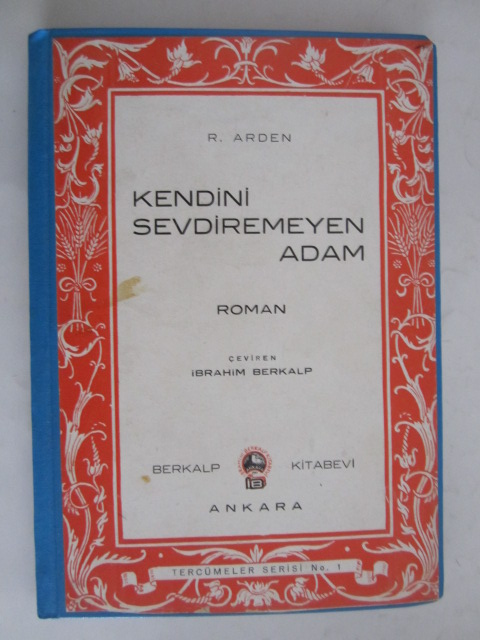 R. ARDEN
KENDİNİ
SEVDİREMEYEN
ADAM
ROMAN
ÇEVİREN
İBRAHİM BERKALP
BERKALP KİTABEVİ
İB
ANKARA
TERCÜMELER SERİSİ No. 1